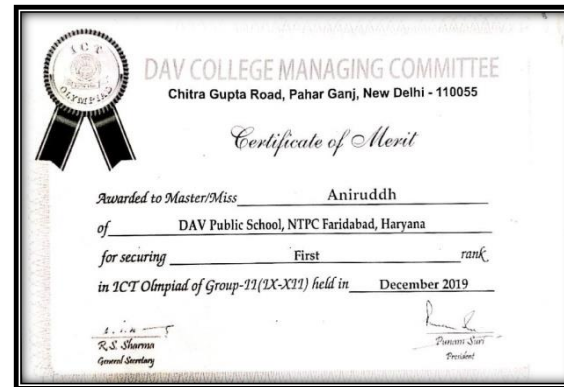 ICT
OLYMPIAD
DAV COLLEGE MANAGING COMMITTEE
Chitra Gupta Road, Pahar Ganj, New Delhi - 110055
Certificate of Merit
Awarded to Master/Miss Aniruddh
of DAV Public School, NTPC Faridabad, Haryana
for securing First rank
in ICT Olmpiad of Group-II(IX-XII) held in December 2019
R.S. Sharma
General Secretary
Punam Suri
President